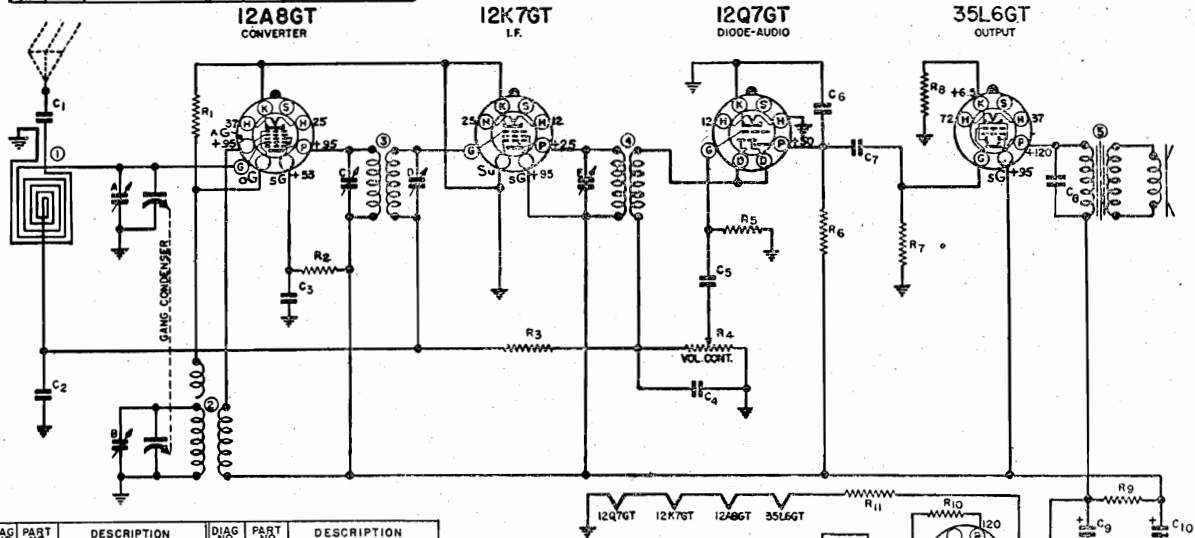 12A8GT
CONVERTER
12K7GT
I.F.
12Q7GT
DIODE-AUDIO
35L6GT
OUTPUT
C1
R1
K S
37 H H 25
AG
+95
P +95
oG
sG +53
1
A
GANG CONDENSER
R2
C3
C
3
D
K S
25 H H 12
G P +25
Su sG +95
E
4
K S
12 H H
G P +50
D D
C6
C7
R5
C5
R6
R8
+6.5
K S
72 H H 37
G P +120
sG +95
R7
C8
5
C2
B
2
R3
R4
VOL. CONT.
C4
12Q7GT 12K7GT 12A8GT 35L6GT
R11
R10
120
R9
C9
C10
PART
DESCRIPTION
DIAG
PART
DESCRIPTION